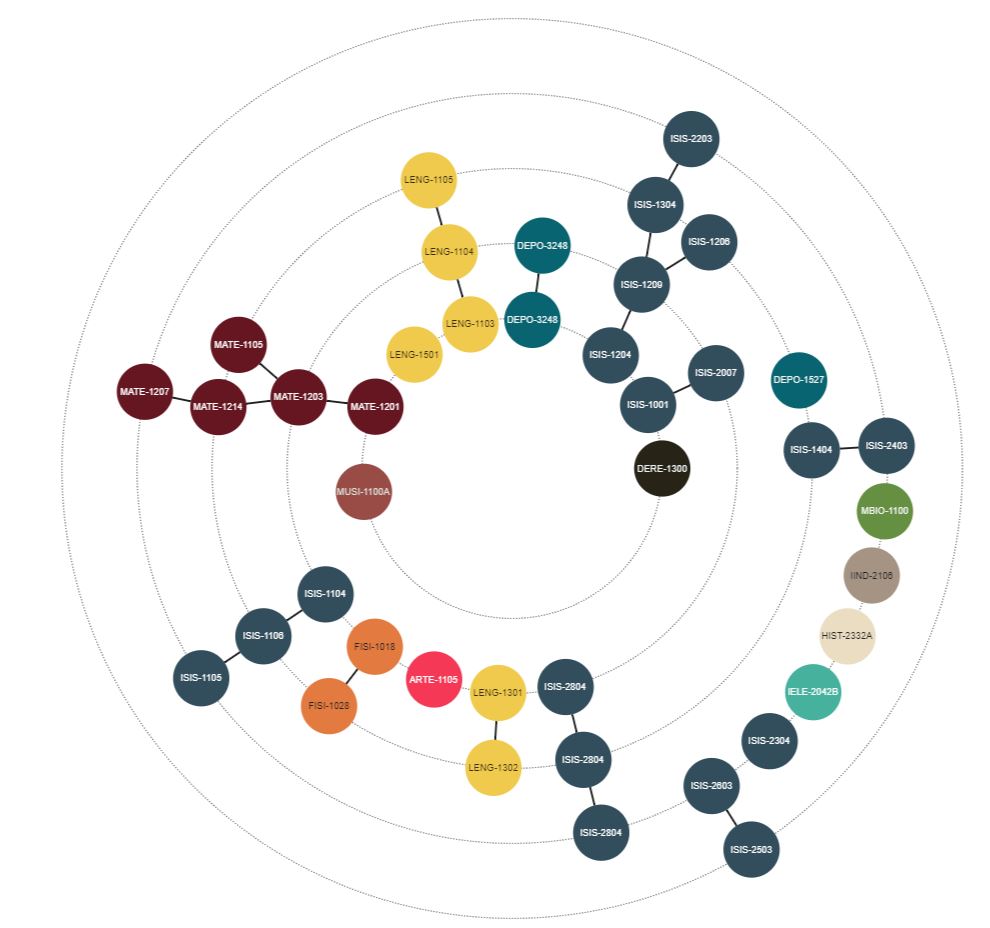 ISIS-2203
LENG-1105
ISIS-1304
ISIS-1206
DEPO-3248
LENG-1104
ISIS-1209
DEPO-3248
LENG-1103
MATE-1105
LENG-1501
ISIS-1204
ISIS-2007
DEPO-1527
MATE-1207
MATE-1203
MATE-1214
MATE-1201
ISIS-1001
ISIS-2403
ISIS-1404
DERE-1300
MUSI-1100A
MBIO-1100
IIND-2106
ISIS-1104
ISIS-1106
HIST-2332A
FISI-1018
ISIS-1105
ARTE-1105
ISIS-2804
LENG-1301
IELE-2042B
FISI-1028
ISIS-2304
ISIS-2804
LENG-1302
ISIS-2603
ISIS-2804
ISIS-2503